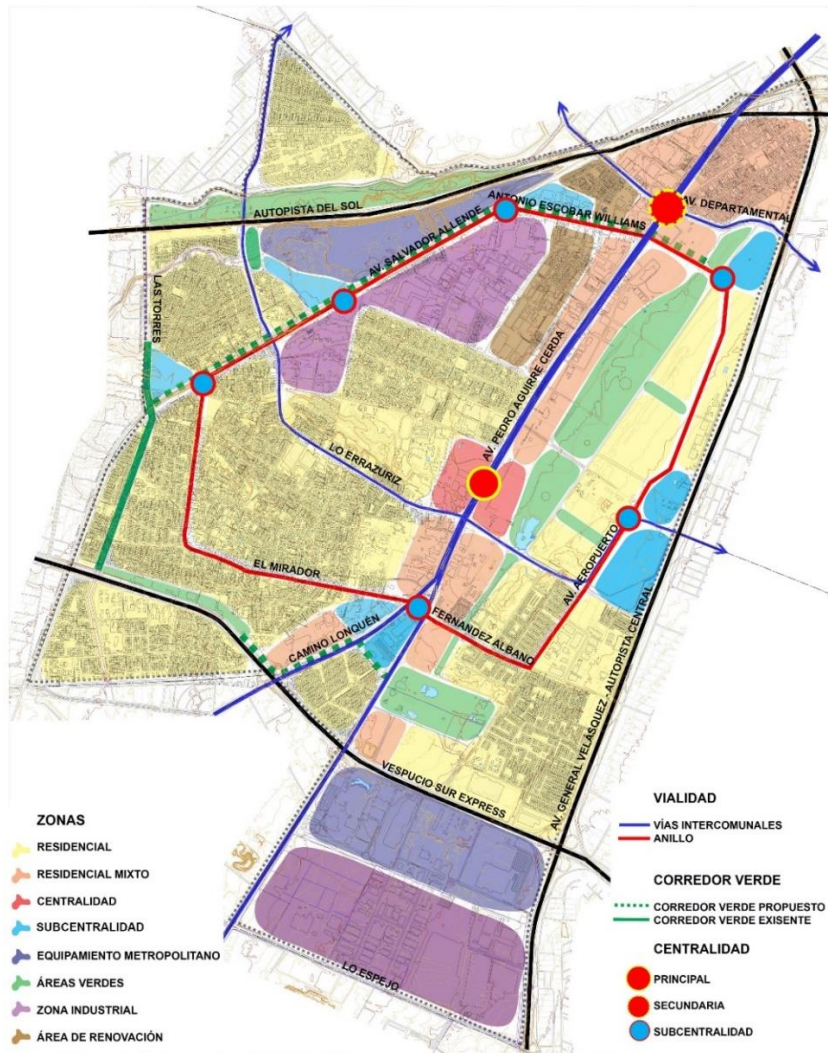 AUTOPISTA DEL SOL
AV. SALVADOR ALLENDE
ANTONIO ESCOBAR WILLIAMS
AV. DEPARTAMENTAL
LAS TORRES
AV. PEDRO AGUIRRE CERDA
LO ERRAZURIZ
EL MIRADOR
AV. AEROPUERTO
CAMINO LONQUÉN
FERNANDEZ ALBANO
AV. GENERAL VELÁSQUEZ - AUTOPISTA CENTRAL
VESPUCIO SUR EXPRESS
LO ESPEJO
ZONAS
RESIDENCIAL
RESIDENCIAL MIXTO
CENTRALIDAD
SUBCENTRALIDAD
EQUIPAMIENTO METROPOLITANO
ÁREAS VERDES
ZONA INDUSTRIAL
ÁREA DE RENOVACIÓN
VIALIDAD
VÍAS INTERCOMUNALES
ANILLO
CORREDOR VERDE
CORREDOR VERDE PROPUESTO
CORREDOR VERDE EXISENTE
CENTRALIDAD
PRINCIPAL
SECUNDARIA
SUBCENTRALIDAD